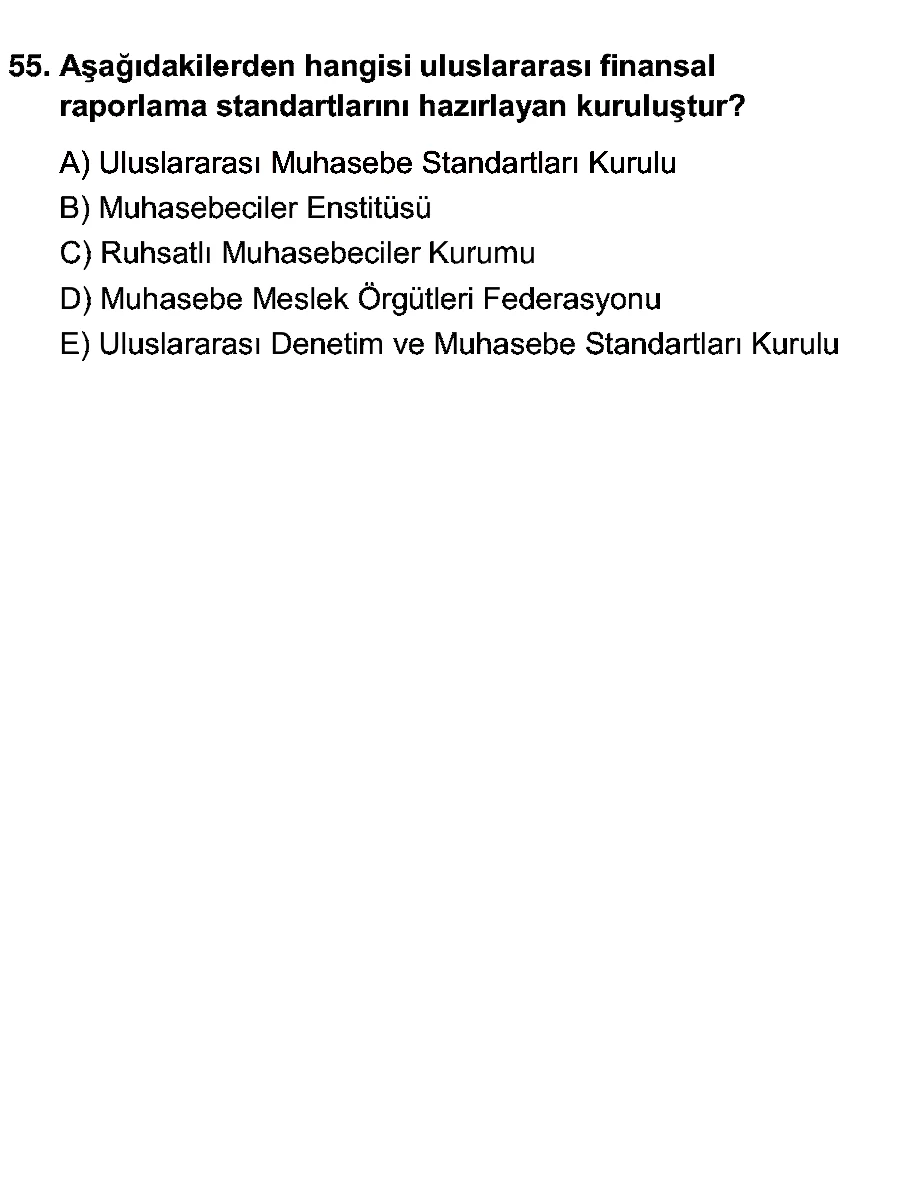 55. Aşağıdakilerden hangisi uluslararası finansal
raporlama standartlarını hazırlayan kuruluştur?
A) Uluslararası Muhasebe Standartları Kurulu
B) Muhasebeciler Enstitüsü
C) Ruhsatlı Muhasebeciler Kurumu
D) Muhasebe Meslek Örgütleri Federasyonu
E) Uluslararası Denetim ve Muhasebe Standartları Kurulu